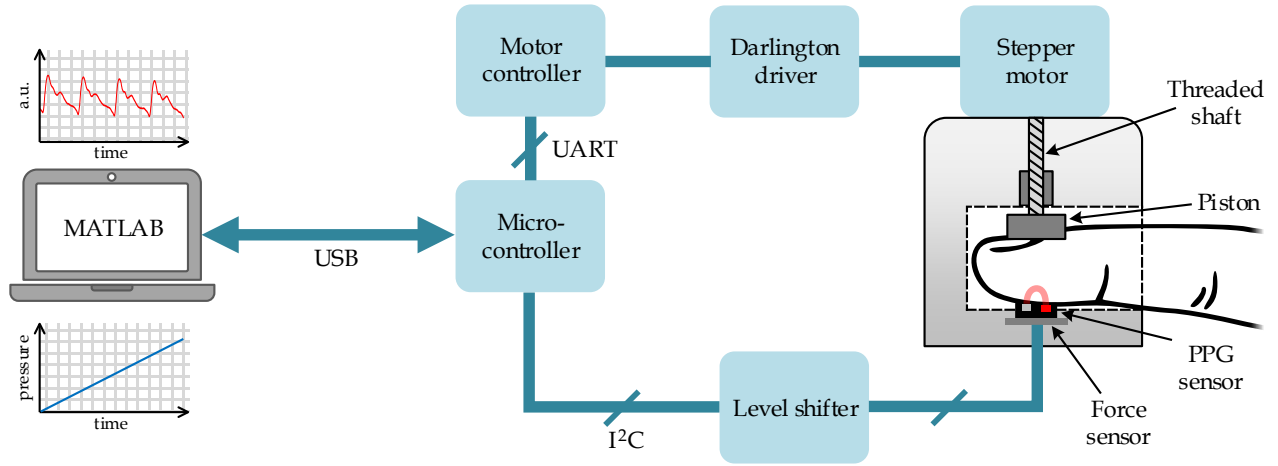 a.u.
time
MATLAB
USB
pressure
time
Motor
controller
Darlington
driver
Stepper
motor
UART
Micro-
controller
I²C
Level shifter
Threaded
shaft
Piston
PPG
sensor
Force
sensor